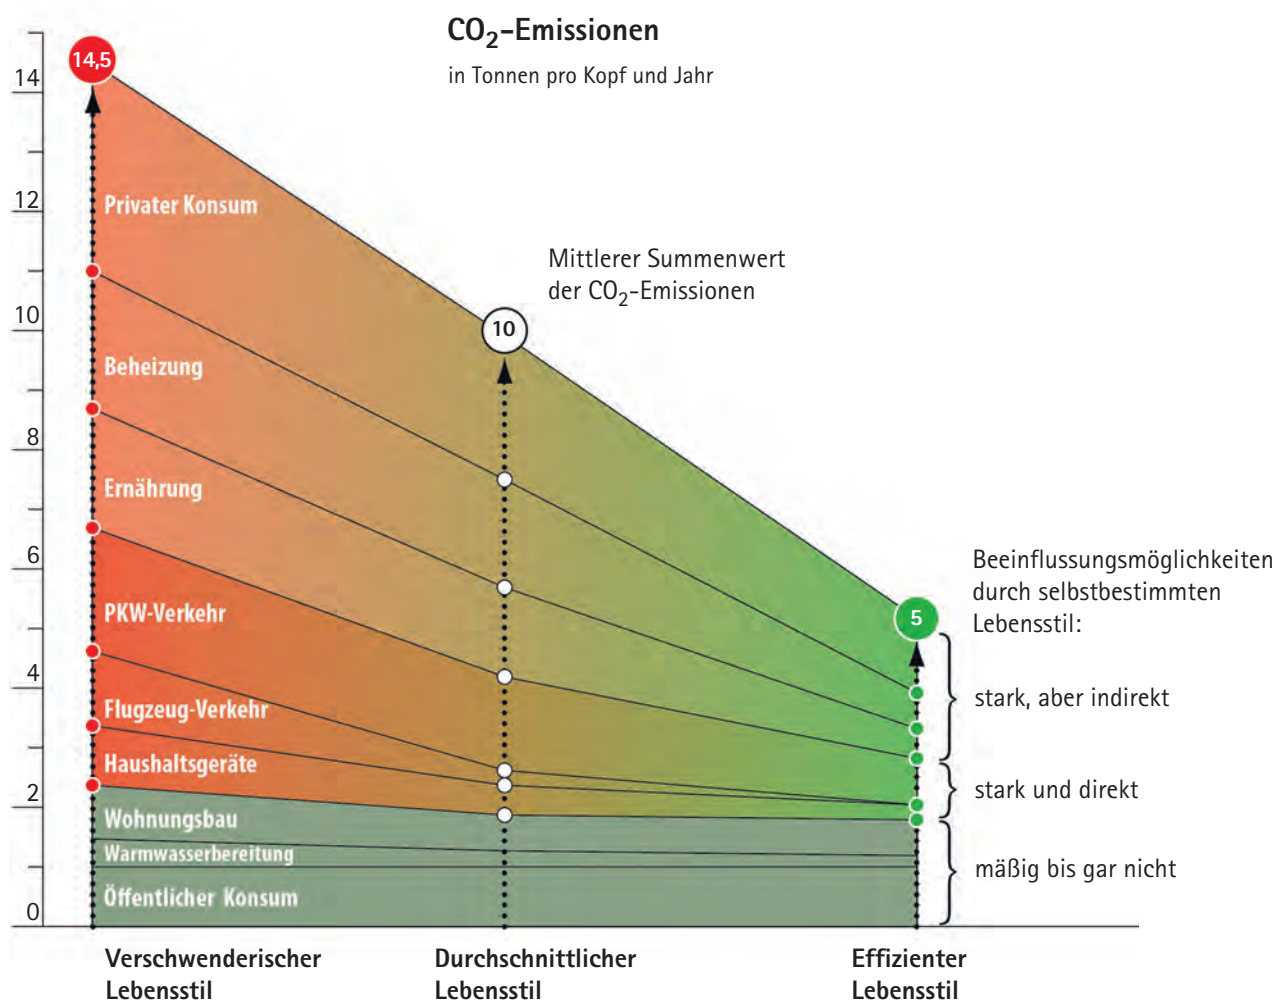 CO₂-Emissionen
in Tonnen pro Kopf und Jahr
14,5
14
12
10
8
6
4
2
0
Privater Konsum
Beheizung
Ernährung
PKW-Verkehr
Flugzeug-Verkehr
Haushaltsgeräte
Wohnungsbau
Warmwasserbereitung
Öffentlicher Konsum
Mittlerer Summenwert
der CO₂-Emissionen
10
5
Beeinflussungsmöglichkeiten
durch selbstbestimmten
Lebensstil:
stark, aber indirekt
stark und direkt
mäßig bis gar nicht
Verschwenderischer
Lebensstil
Durchschnittlicher
Lebensstil
Effizienter
Lebensstil